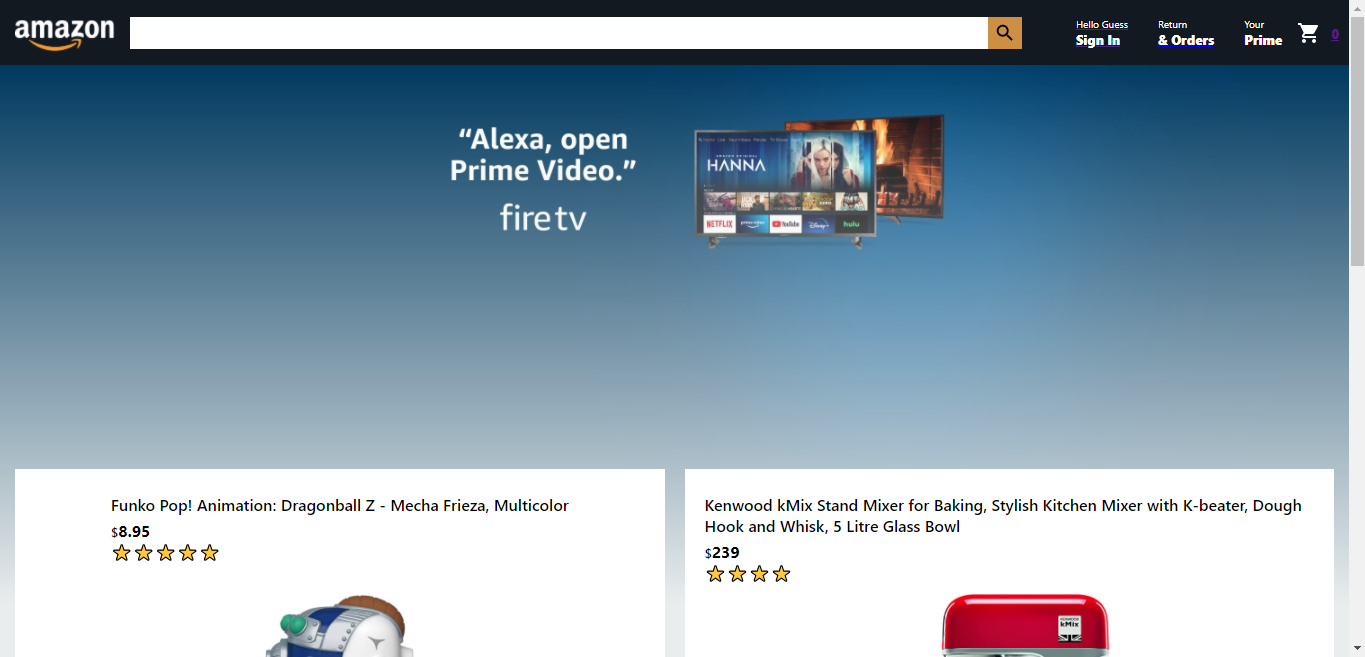 amazon
Hello Guess
Sign In
Return
& Orders
Your
Prime
0
“Alexa, open
Prime Video.”
fire tv
HANNA
NETFLIX
prime video
YouTube
Disney+
hulu
Funko Pop! Animation: Dragonball Z - Mecha Frieza, Multicolor
$8.95
Kenwood kMix Stand Mixer for Baking, Stylish Kitchen Mixer with K-beater, Dough
Hook and Whisk, 5 Litre Glass Bowl
$239
KENWOOD
kMix